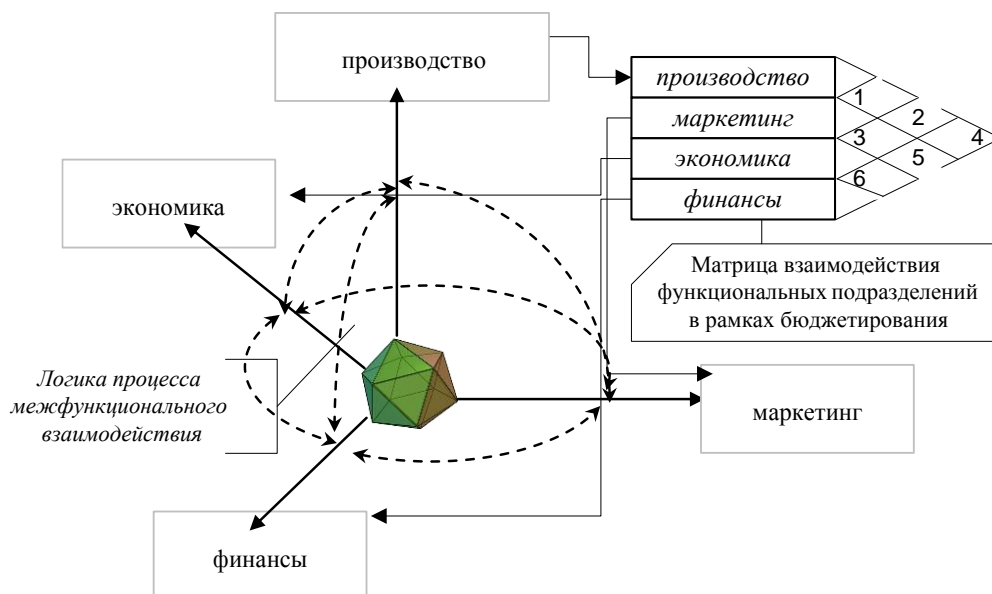 производство
производство
1
маркетинг
2
3
4
экономика
5
6
финансы
экономика
Матрица взаимодействия
функциональных подразделений
в рамках бюджетирования
Логика процесса
межфункционального
взаимодействия
маркетинг
финансы